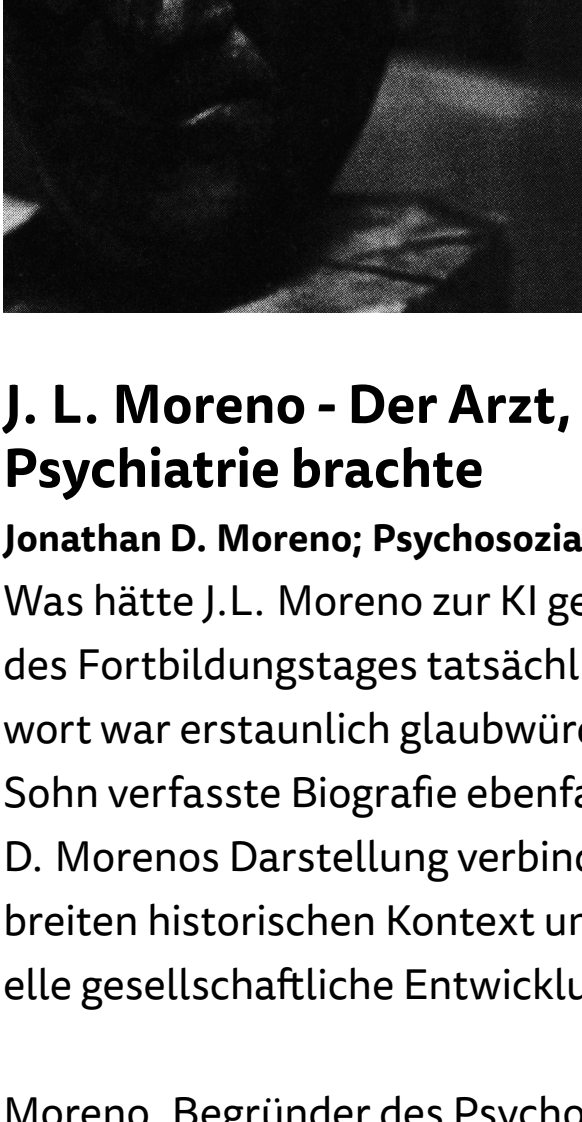 J. L. Moreno - Der Arzt,
Psychiatrie brachte
Jonathan D. Moreno; Psychosozia
Was hätte J.L. Moreno zur KI ge
des Fortbildungstages tatsächl
wort war erstaunlich glaubwürd
Sohn verfasste Biografie ebenfa
D. Morenos Darstellung verbind
breiten historischen Kontext un
elle gesellschaftliche Entwicklu
Moreno, Begründer des Psycho